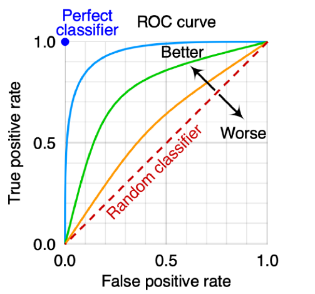 Perfect
classifier
ROC curve
1.0
Better
0.5
Worse
Random classifier
0.0
0.0
0.5
1.0
True positive rate
False positive rate